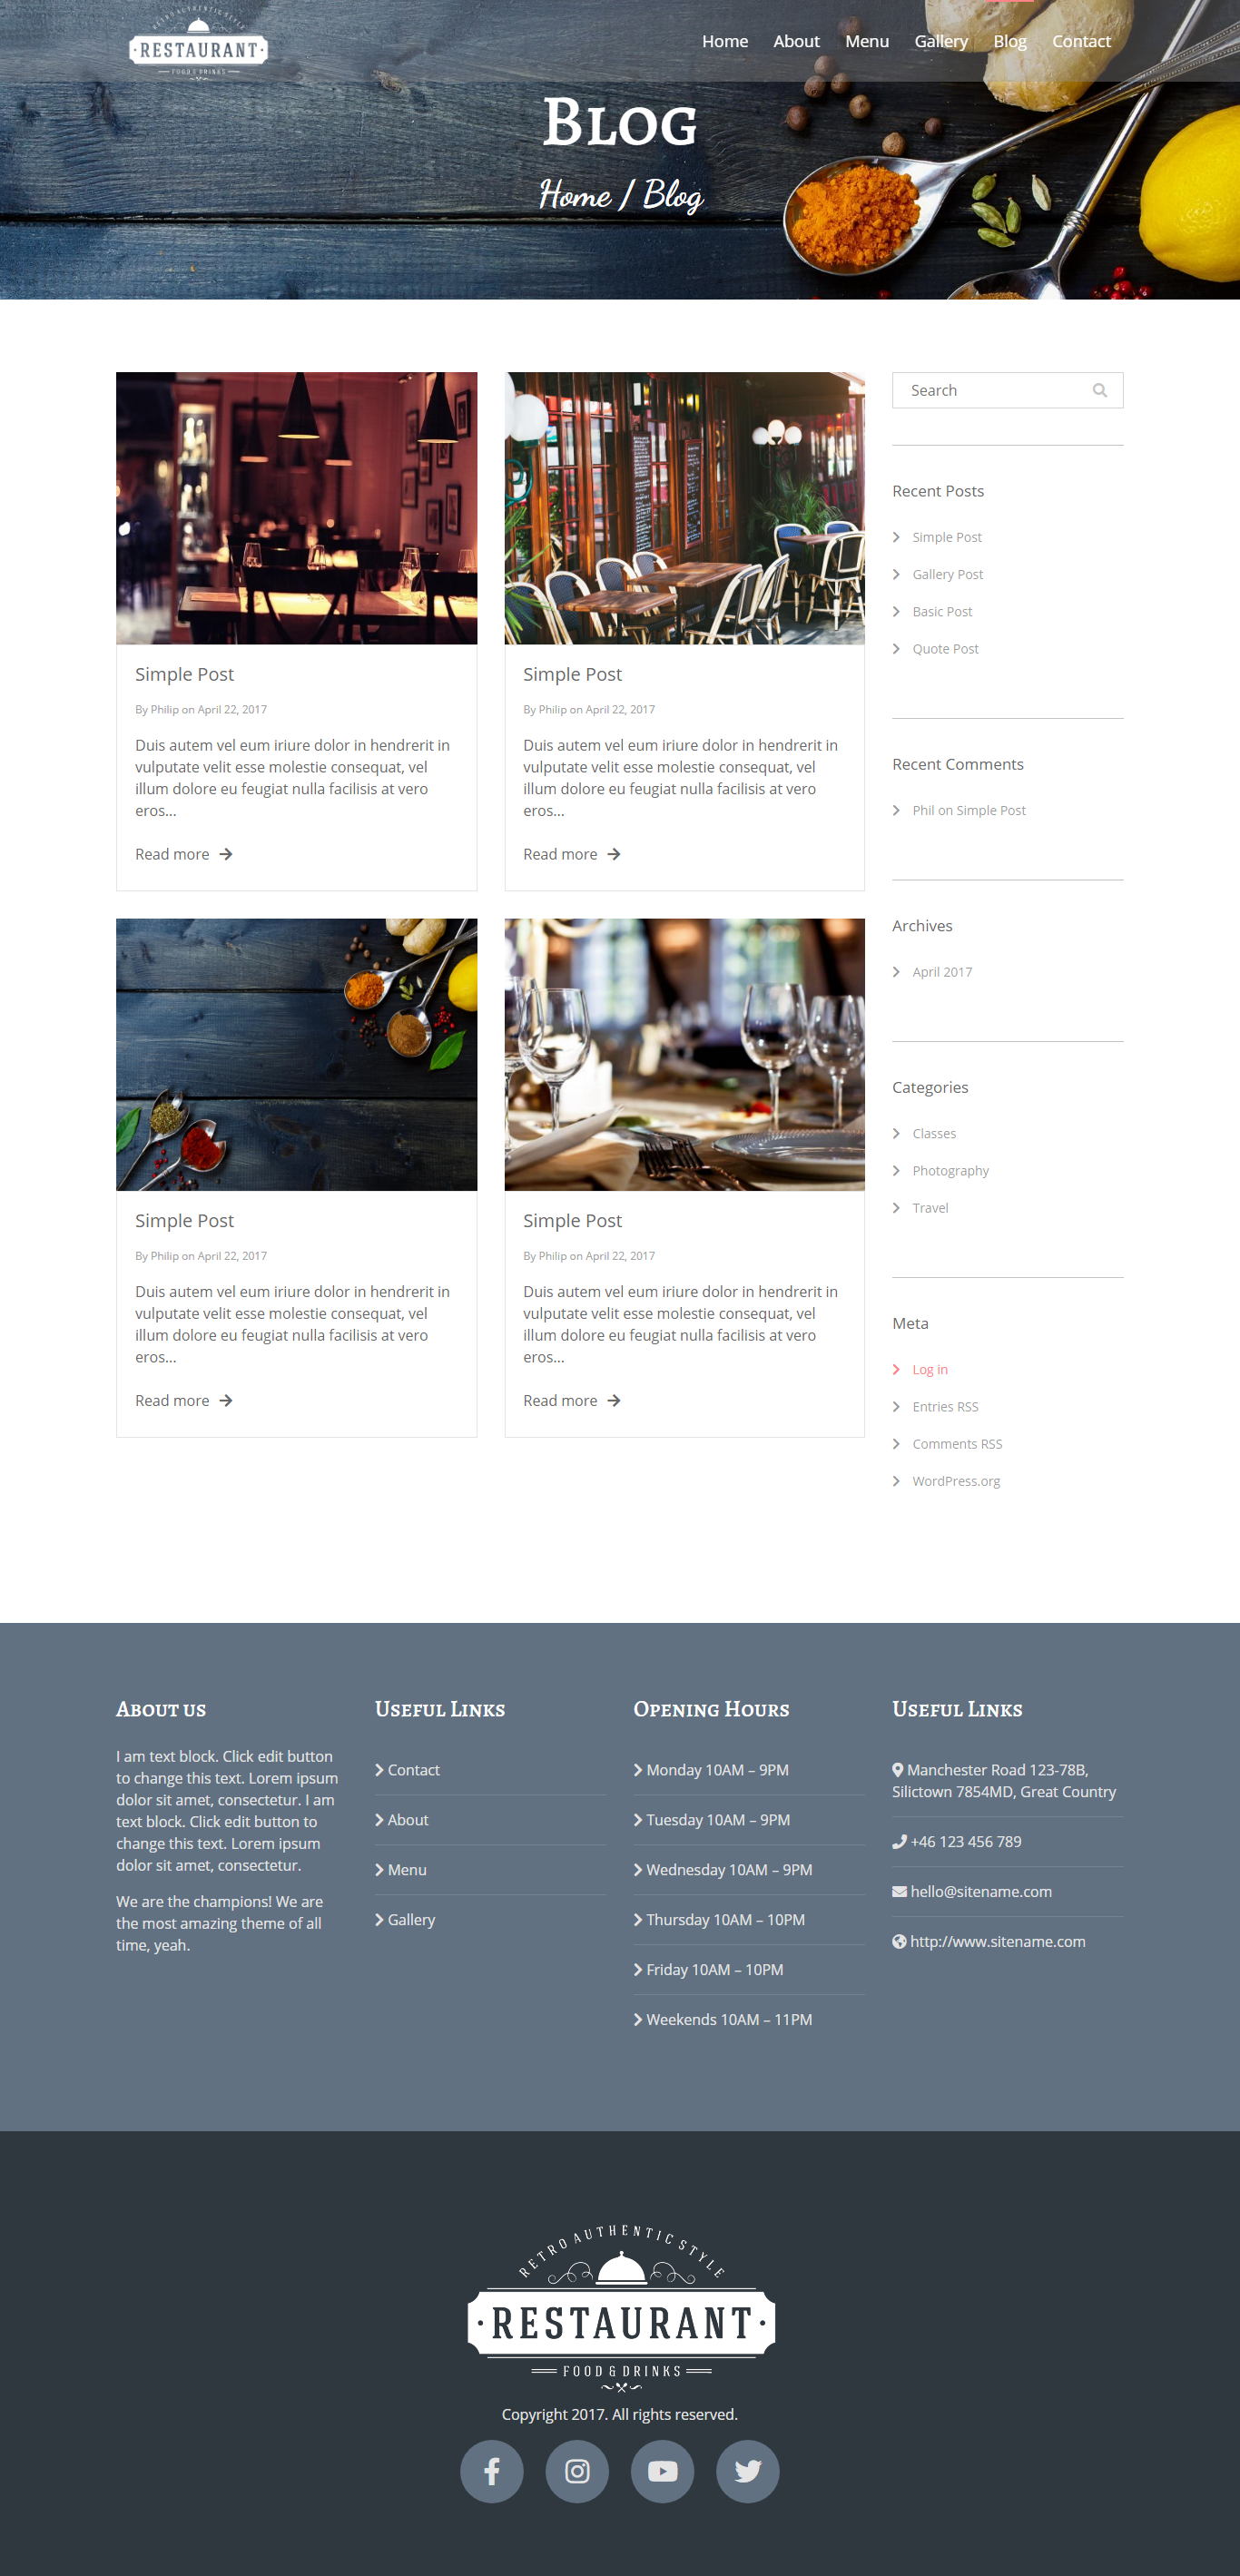 RETRO AUTHENTIC STYLE
RESTAURANT
FOOD & DRINKS
Home
About
Menu
Gallery
Blog
Contact
Blog
Home / Blog
Simple Post
By Philip on April 22, 2017
Duis autem vel eum iriure dolor in hendrerit in
vulputate velit esse molestie consequat, vel
illum dolore eu feugiat nulla facilisis at vero
eros...
Read more
Simple Post
By Philip on April 22, 2017
Duis autem vel eum iriure dolor in hendrerit in
vulputate velit esse molestie consequat, vel
illum dolore eu feugiat nulla facilisis at vero
eros...
Read more
Simple Post
By Philip on April 22, 2017
Duis autem vel eum iriure dolor in hendrerit in
vulputate velit esse molestie consequat, vel
illum dolore eu feugiat nulla facilisis at vero
eros...
Read more
Simple Post
By Philip on April 22, 2017
Duis autem vel eum iriure dolor in hendrerit in
vulputate velit esse molestie consequat, vel
illum dolore eu feugiat nulla facilisis at vero
eros...
Read more
Search
Recent Posts
Simple Post
Gallery Post
Basic Post
Quote Post
Recent Comments
Phil on Simple Post
Archives
April 2017
Categories
Classes
Photography
Travel
Meta
Log in
Entries RSS
Comments RSS
WordPress.org
About us
I am text block. Click edit button
to change this text. Lorem ipsum
dolor sit amet, consectetur. I am
text block. Click edit button to
change this text. Lorem ipsum
dolor sit amet, consectetur.
We are the champions! We are
the most amazing theme of all
time, yeah.
Useful Links
Contact
About
Menu
Gallery
Opening Hours
Monday 10AM – 9PM
Tuesday 10AM – 9PM
Wednesday 10AM – 9PM
Thursday 10AM – 10PM
Friday 10AM – 10PM
Weekends 10AM – 11PM
Useful Links
Manchester Road 123-78B,
Silictown 7854MD, Great Country
+46 123 456 789
hello@sitename.com
http://www.sitename.com
RETRO AUTHENTIC STYLE
RESTAURANT
FOOD & DRINKS
Copyright 2017. All rights reserved.